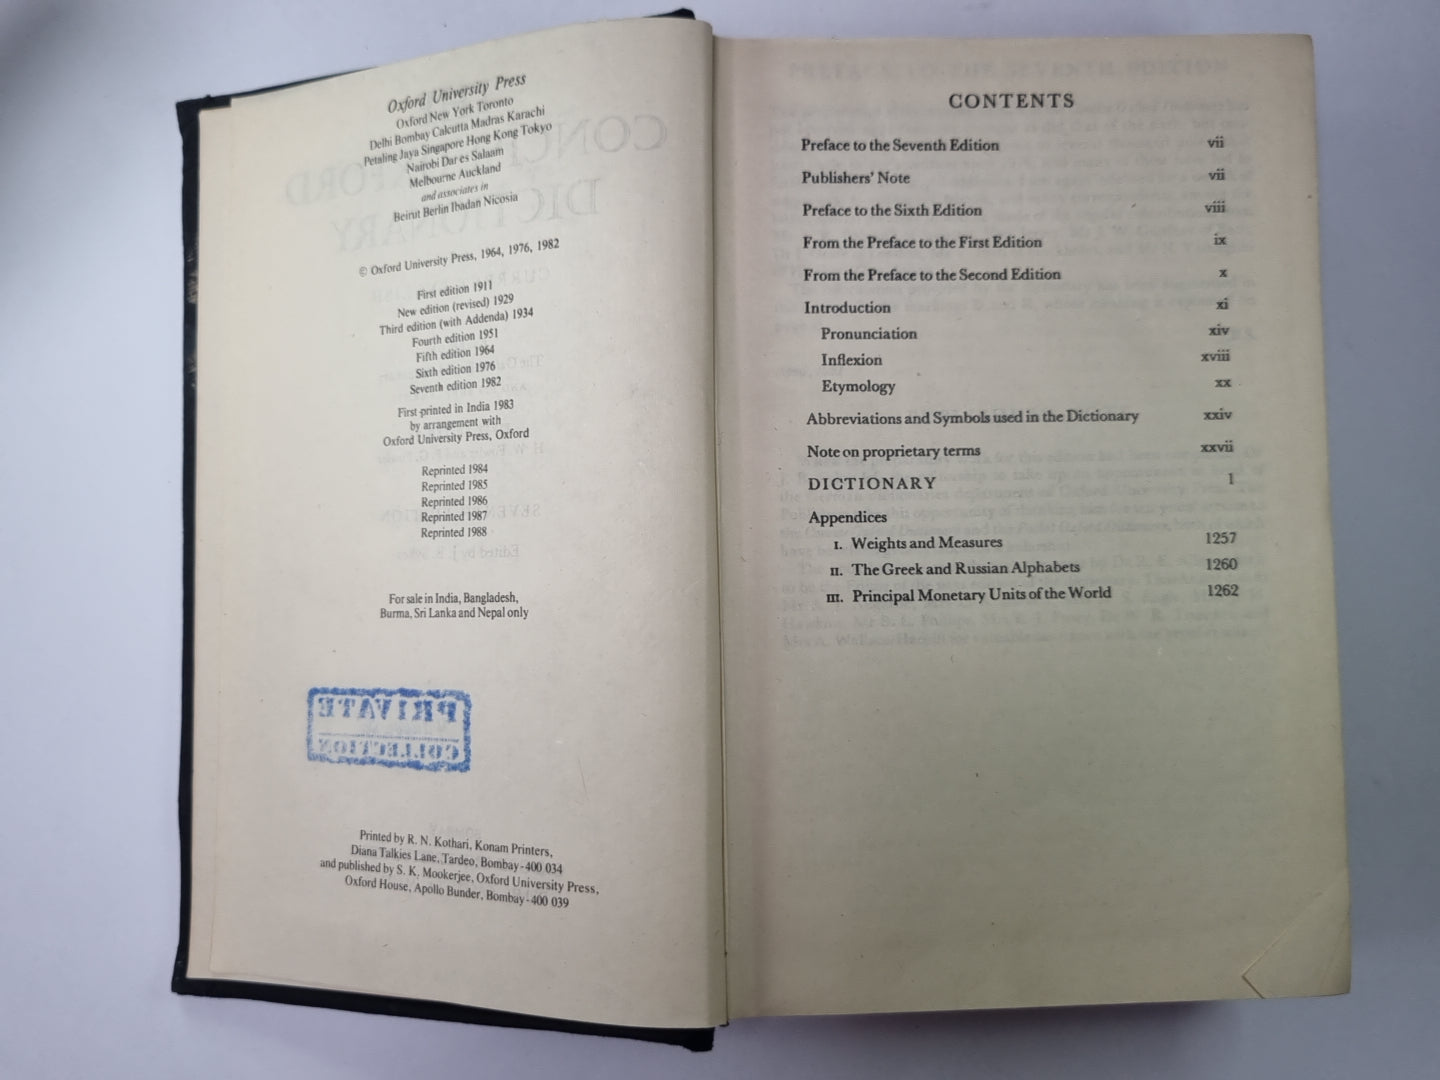 Oxford University Press
Oxford New York Toronto
Delhi Bombay Calcutta Madras Karachi
Petaling Jaya Singapore Hong Kong Tokyo
Nairobi Dar es Salaam
Melbourne Auckland
and associates in
Beirut Berlin Ibadan Nicosia
© Oxford University Press, 1964, 1976, 1982
First edition 1911
New edition (revised) 1929
Third edition (with Addenda) 1934
Fourth edition 1951
Fifth edition 1964
Sixth edition 1976
Seventh edition 1982
First printed in India 1983
by arrangement with
Oxford University Press, Oxford
Reprinted 1984
Reprinted 1985
Reprinted 1986
Reprinted 1987
Reprinted 1988
For sale in India, Bangladesh,
Burma, Sri Lanka and Nepal only
PRIVATE
COLLECTION
Printed by R. N. Kothari, Konam Printers,
Diana Talkies Lane, Tardeo, Bombay-400 034
and published by S. K. Mookerjee, Oxford University Press,
Oxford House, Apollo Bunder, Bombay-400 039
CONTENTS
Preface to the Seventh Edition vii
Publishers' Note vii
Preface to the Sixth Edition viii
From the Preface to the First Edition ix
From the Preface to the Second Edition x
Introduction xi
Pronunciation xiv
Inflexion xviii
Etymology xx
Abbreviations and Symbols used in the Dictionary xxiv
Note on proprietary terms xxvii
DICTIONARY 1
Appendices
I. Weights and Measures 1257
II. The Greek and Russian Alphabets 1260
III. Principal Monetary Units of the World 1262